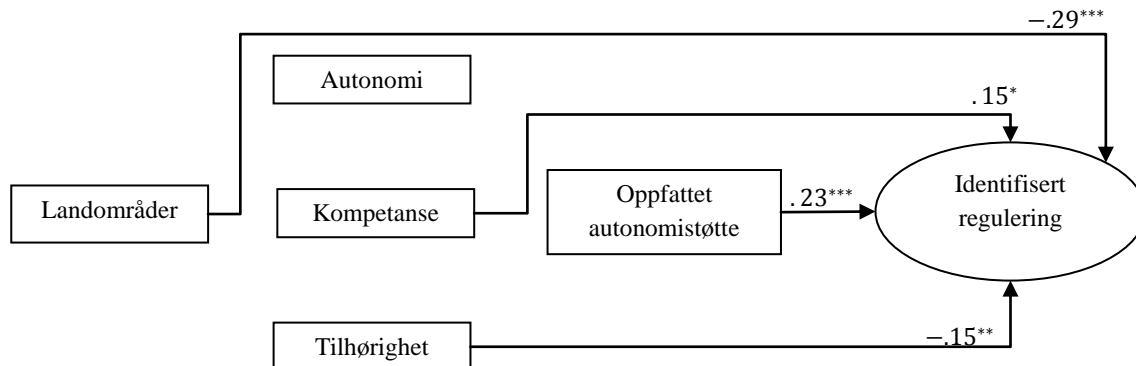 −.29***
Autonomi
.15*
Landområder
Kompetanse
Oppfattet
autonomistøtte
.23***
Identifisert
regulering
Tilhørighet
−.15**